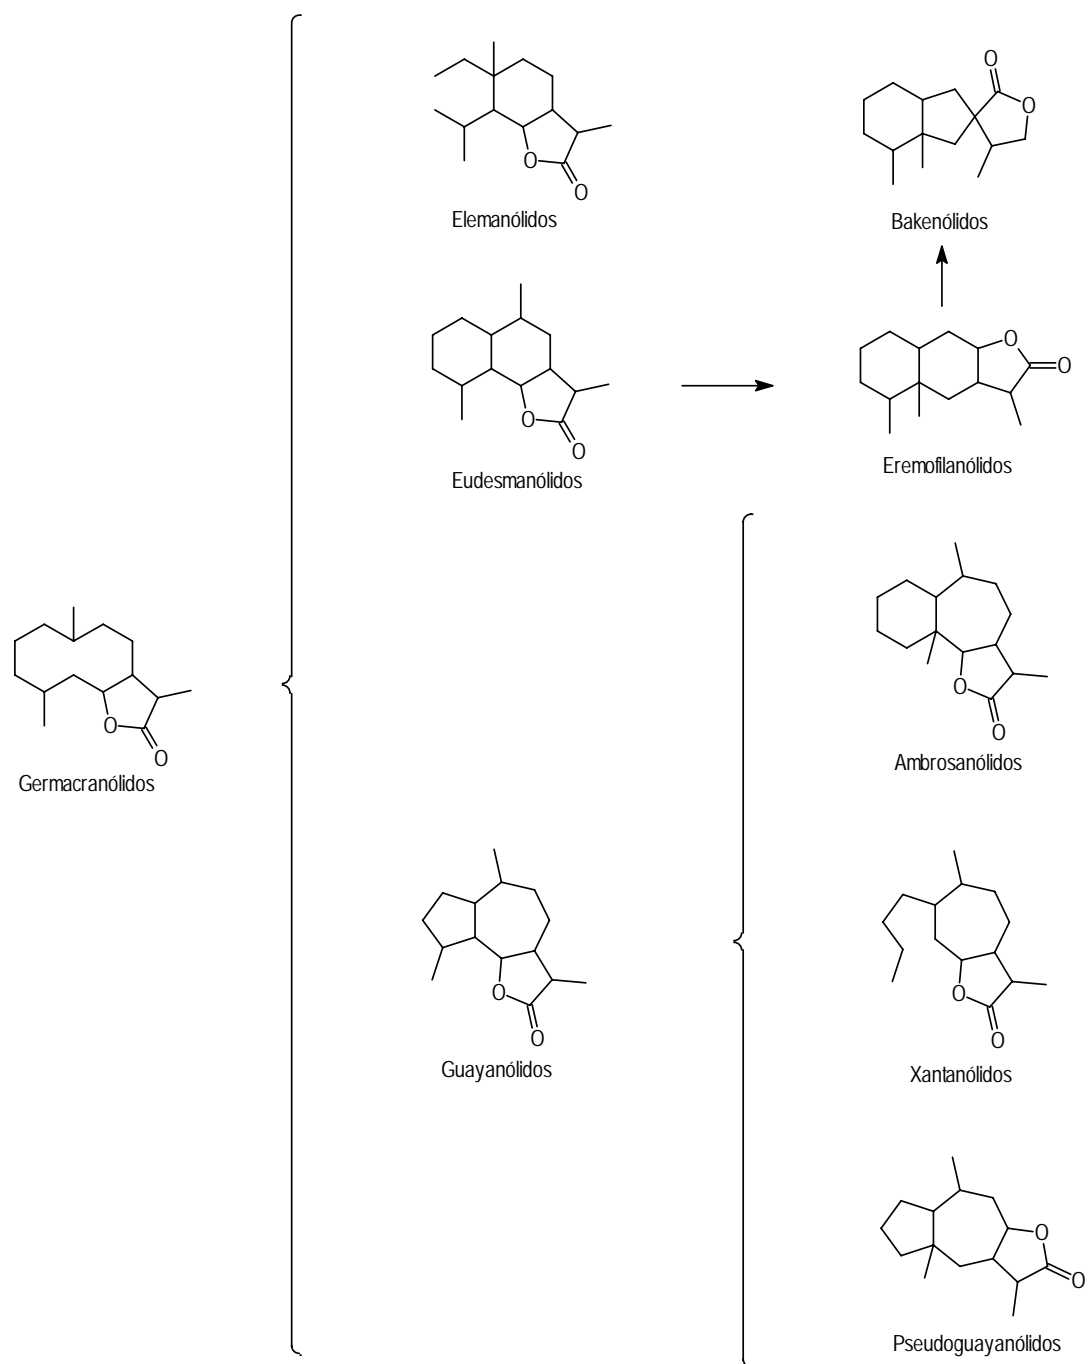 O
O
O
O
Elemanólidos
Bakenólidos
O
O
O
O
Eudesmanólidos
Eremofilanólidos
O
O
Germacranólidos
O
O
Ambrosanólidos
O
O
Guayanólidos
O
O
Xantanólidos
O
O
Pseudoguayanólidos